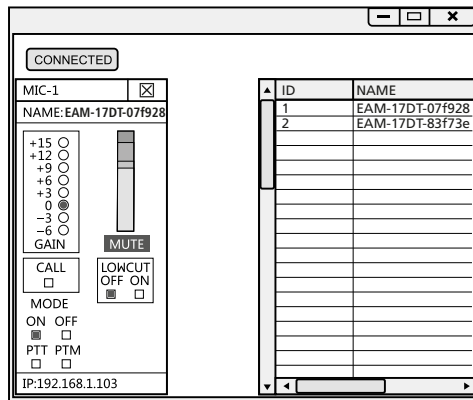 CONNECTED
MIC-1
NAME:EAM-17DT-07f928
+15
+12
+9
+6
+3
0
−3
−6
GAIN
MUTE
CALL
LOWCUT
OFF ON
MODE
ON OFF
PTT PTM
IP:192.168.1.103
ID NAME
1 EAM-17DT-07f928
2 EAM-17DT-83f73e